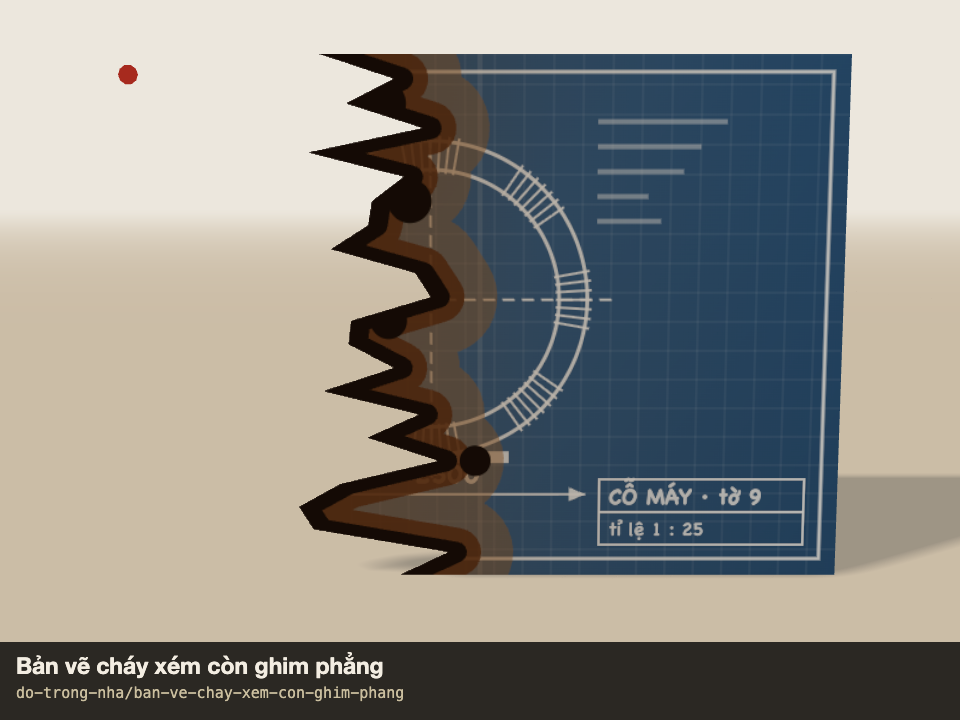 CỖ MÁY · tờ 9
tỉ lệ 1 : 25
Bản vẽ cháy xém còn ghim phẳng
do-trong-nha/ban-ve-chay-xem-con-ghim-phang